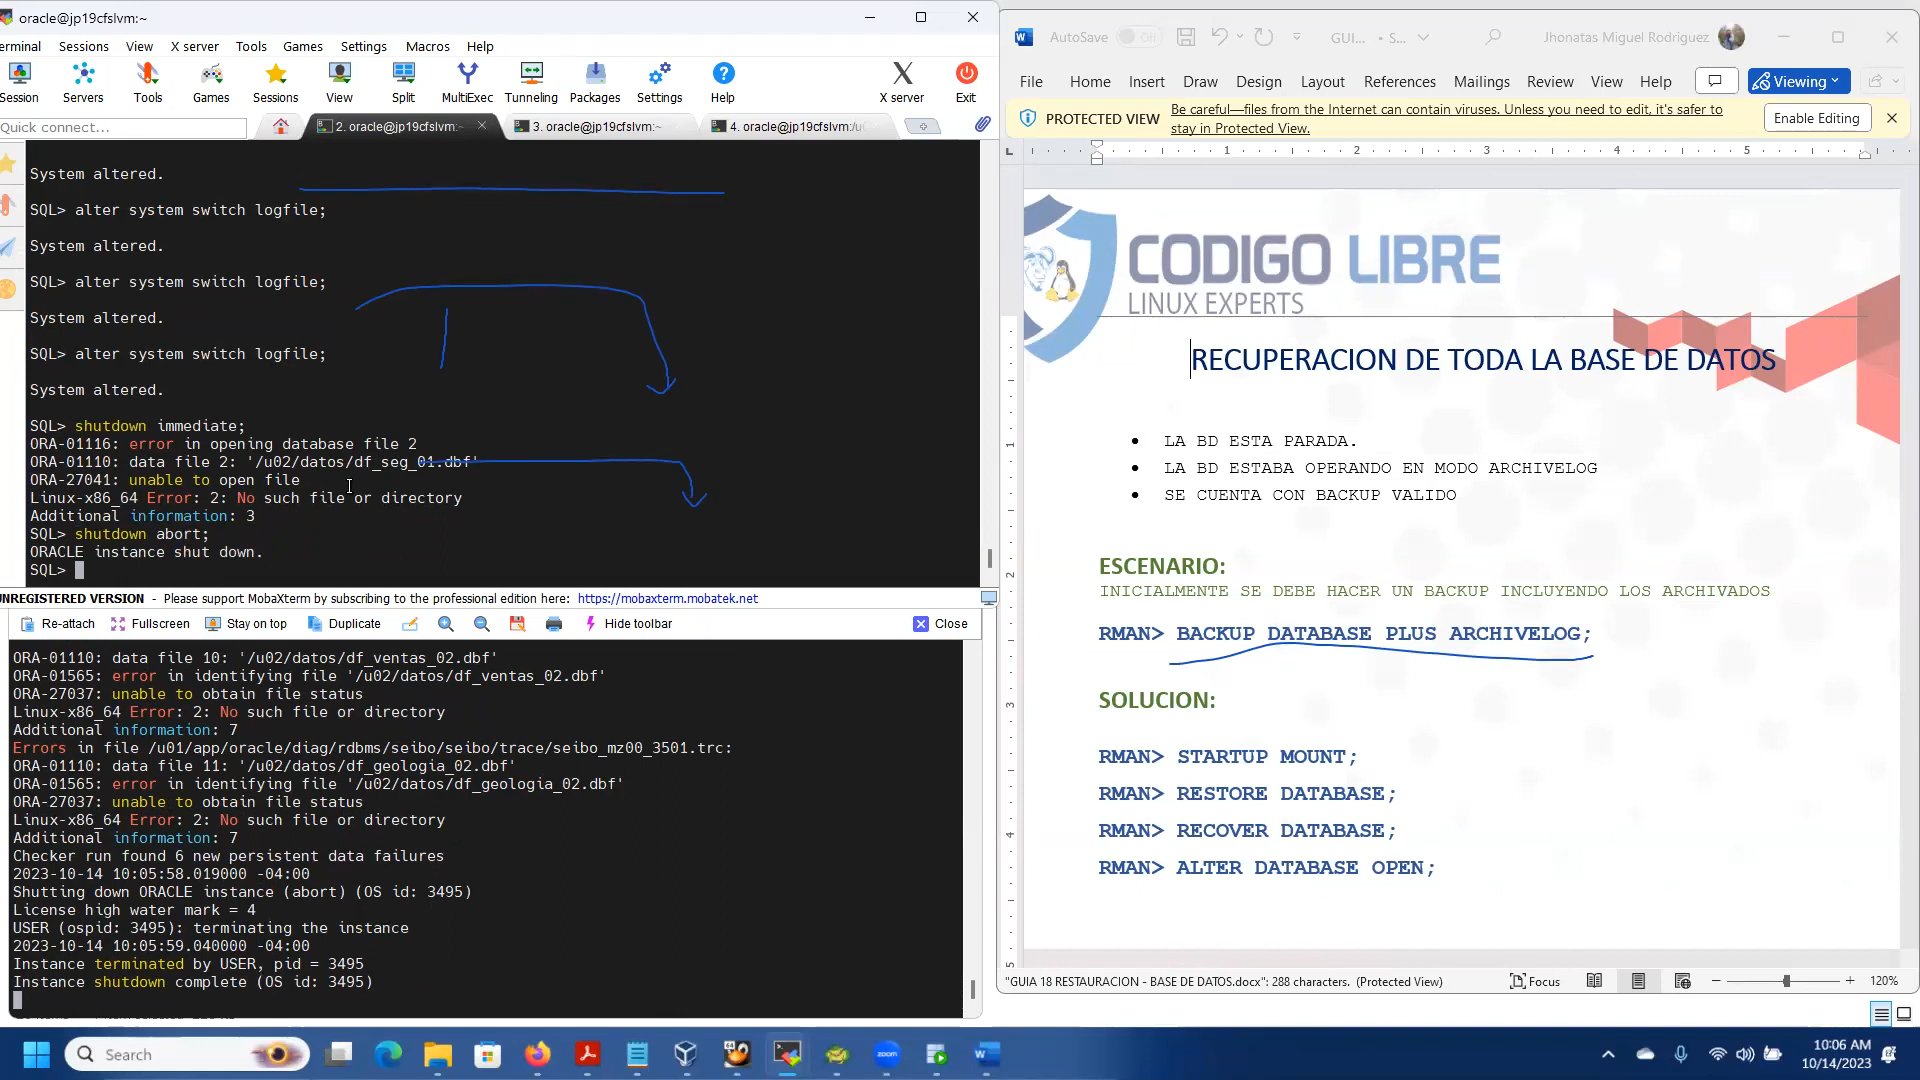 oracle@jp19cfslvm:~
erminal Sessions View X server Tools Games Settings Macros Help
Session Servers Tools Games Sessions View Split MultiExec Tunneling Packages Settings Help X server Exit
Quick connect...
2. oracle@jp19cfslvm:~
3. oracle@jp19cfslvm:~
4. oracle@jp19cfslvm:/u
System altered.
SQL> alter system switch logfile;
System altered.
SQL> alter system switch logfile;
System altered.
SQL> alter system switch logfile;
System altered.
SQL> shutdown immediate;
ORA-01116: error in opening database file 2
ORA-01110: data file 2: '/u02/datos/df_seg_01.dbf'
ORA-27041: unable to open file
Linux-x86_64 Error: 2: No such file or directory
Additional information: 3
SQL> shutdown abort;
ORACLE instance shut down.
SQL>
UNREGISTERED VERSION - Please support MobaXterm by subscribing to the professional edition here: https://mobaxterm.mobatek.net
Re-attach Fullscreen Stay on top Duplicate Hide toolbar Close
ORA-01110: data file 10: '/u02/datos/df_ventas_02.dbf'
ORA-01565: error in identifying file '/u02/datos/df_ventas_02.dbf'
ORA-27037: unable to obtain file status
Linux-x86_64 Error: 2: No such file or directory
Additional information: 7
Errors in file /u01/app/oracle/diag/rdbms/seibo/seibo/trace/seibo_mz00_3501.trc:
ORA-01110: data file 11: '/u02/datos/df_geologia_02.dbf'
ORA-01565: error in identifying file '/u02/datos/df_geologia_02.dbf'
ORA-27037: unable to obtain file status
Linux-x86_64 Error: 2: No such file or directory
Additional information: 7
Checker run found 6 new persistent data failures
2023-10-14 10:05:58.019000 -04:00
Shutting down ORACLE instance (abort) (OS id: 3495)
License high water mark = 4
USER (ospid: 3495): terminating the instance
2023-10-14 10:05:59.040000 -04:00
Instance terminated by USER, pid = 3495
Instance shutdown complete (OS id: 3495)
AutoSave Off GUI... • S... Jhonatas Miguel Rodriguez
File Home Insert Draw Design Layout References Mailings Review View Help Viewing
PROTECTED VIEW Be careful—files from the Internet can contain viruses. Unless you need to edit, it's safer to
stay in Protected View.
Enable Editing
1 2 3 4 5
CODIGO LIBRE
LINUX EXPERTS
RECUPERACION DE TODA LA BASE DE DATOS
• LA BD ESTA PARADA.
• LA BD ESTABA OPERANDO EN MODO ARCHIVELOG
• SE CUENTA CON BACKUP VALIDO
ESCENARIO:
INICIALMENTE SE DEBE HACER UN BACKUP INCLUYENDO LOS ARCHIVADOS
RMAN> BACKUP DATABASE PLUS ARCHIVELOG;
SOLUCION:
RMAN> STARTUP MOUNT;
RMAN> RESTORE DATABASE;
RMAN> RECOVER DATABASE;
RMAN> ALTER DATABASE OPEN;
1
2
3
4
5
"GUIA 18 RESTAURACION - BASE DE DATOS.docx": 288 characters. (Protected View) Focus 120%
Search
zoom
10:06 AM
10/14/2023